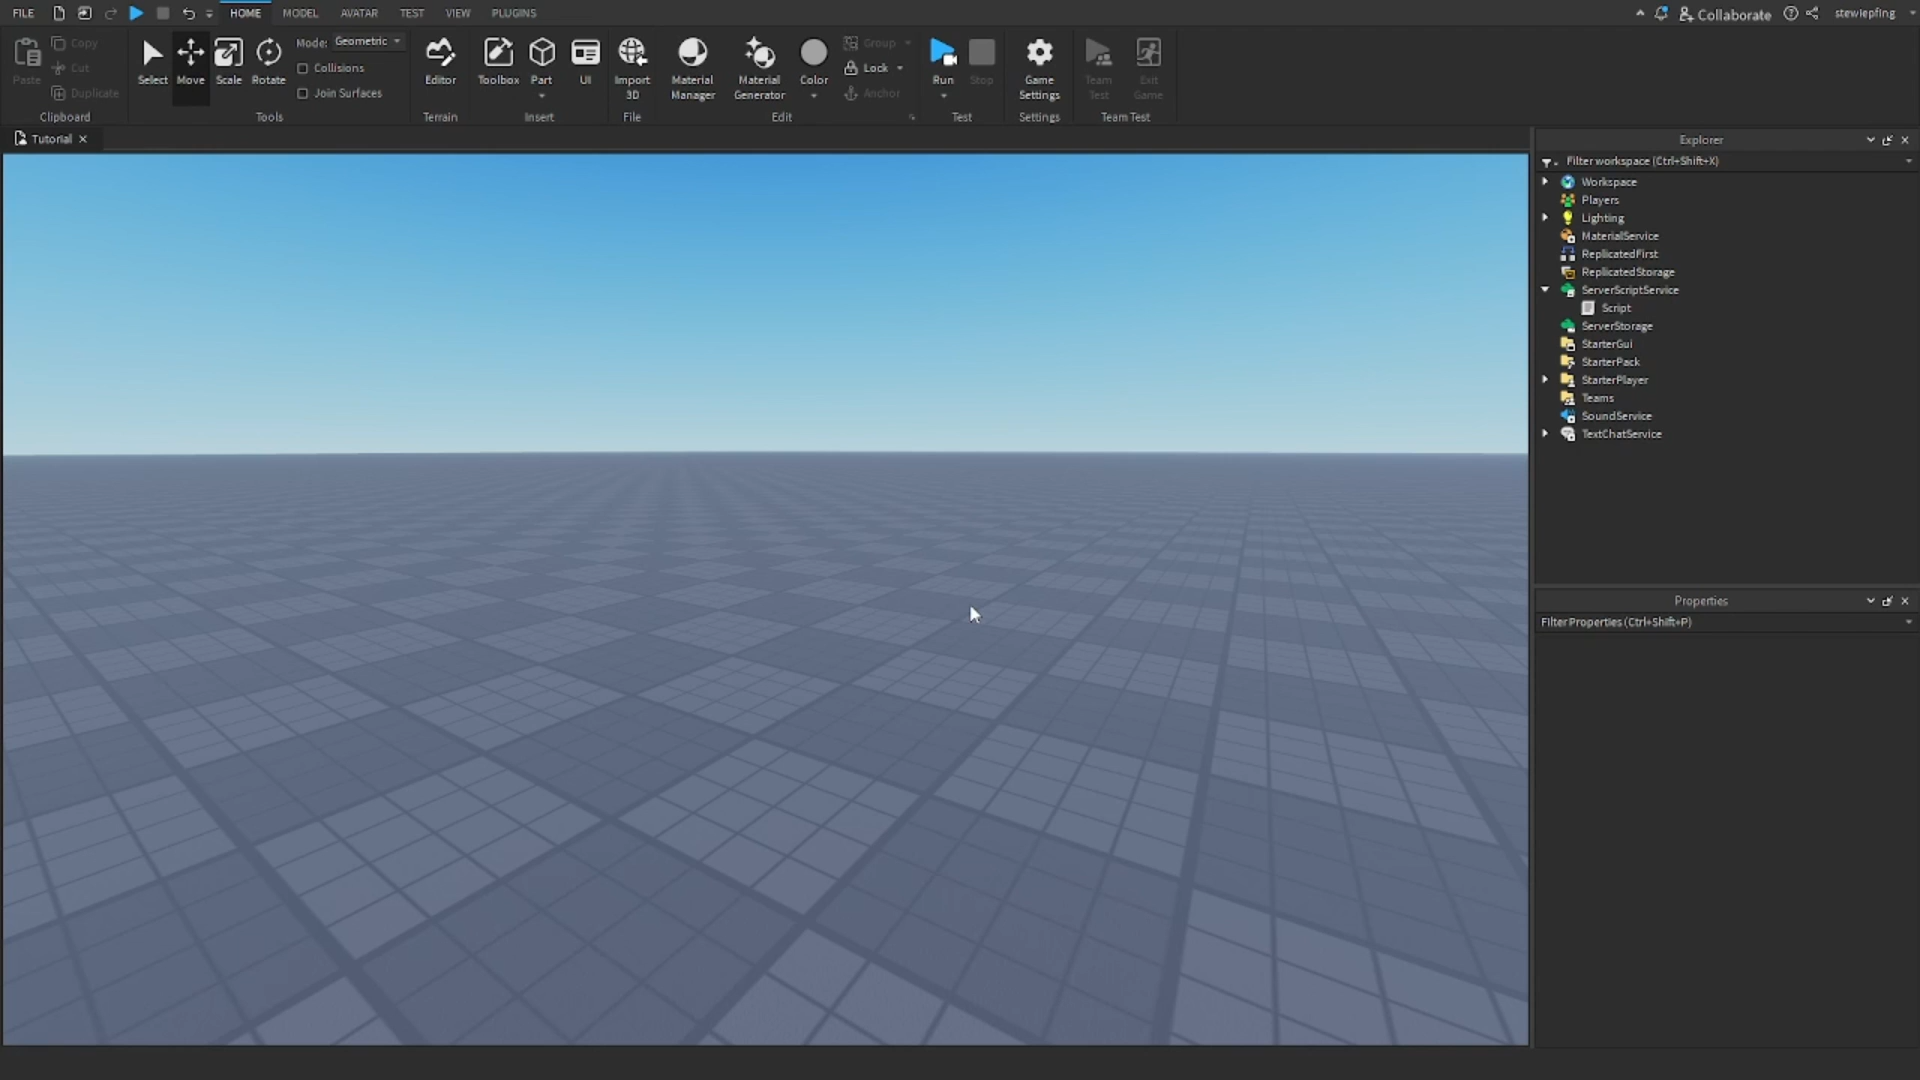 FILE HOME MODEL AVATAR TEST VIEW PLUGINS Collaborate stewiepfing
Paste
Copy
Cut
Duplicate
Clipboard
Select Move Scale Rotate
Mode: Geometric
Collisions
Join Surfaces
Tools
Editor
Terrain
Toolbox Part UI
Insert
Import
3D
File
Material
Manager
Material
Generator
Color
Group
Lock
Anchor
Edit
Run Stop
Test
Game
Settings
Settings
Team
Test
Exit
Game
Team Test
Tutorial
Explorer
Filter workspace (Ctrl+Shift+X)
Workspace
Players
Lighting
MaterialService
ReplicatedFirst
ReplicatedStorage
ServerScriptService
Script
ServerStorage
StarterGui
StarterPack
StarterPlayer
Teams
SoundService
TextChatService
Properties
Filter Properties (Ctrl+Shift+P)